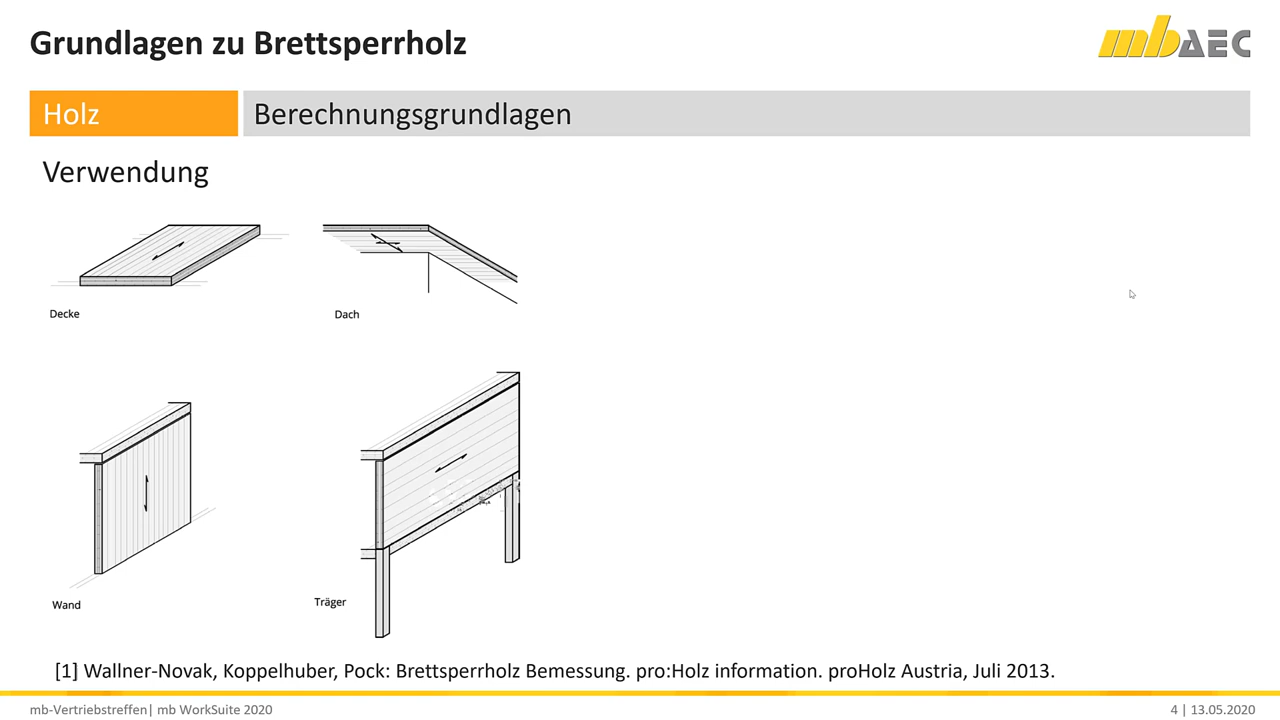 Grundlagen zu Brettsperrholz
mbAEC
Holz
Berechnungsgrundlagen
Verwendung
Decke
Dach
Wand
Träger
[1] Wallner-Novak, Koppelhuber, Pock: Brettsperrholz Bemessung. pro:Holz information. proHolz Austria, Juli 2013.
mb-Vertriebstreffen| mb WorkSuite 2020
4 | 13.05.2020